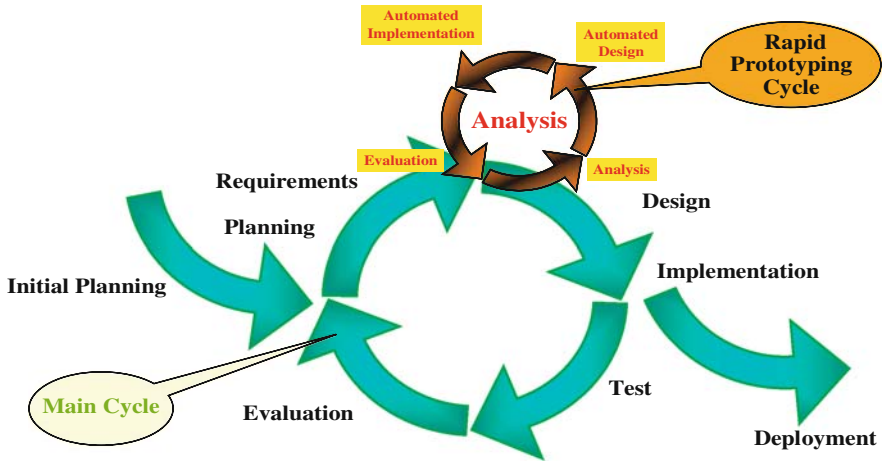 Automated
Implementation
Automated
Design
Rapid
Prototyping
Cycle
Analysis
Evaluation
Analysis
Requirements
Planning
Design
Initial Planning
Implementation
Main Cycle
Evaluation
Test
Deployment